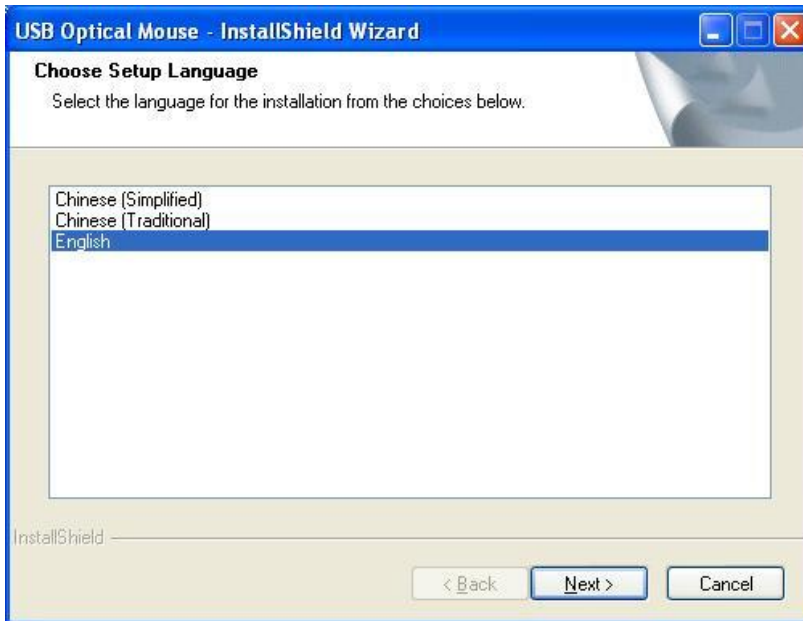 USB Optical Mouse - InstallShield Wizard
Choose Setup Language
Select the language for the installation from the choices below.
Chinese (Simplified)
Chinese (Traditional)
English
InstallShield
< Back Next > Cancel